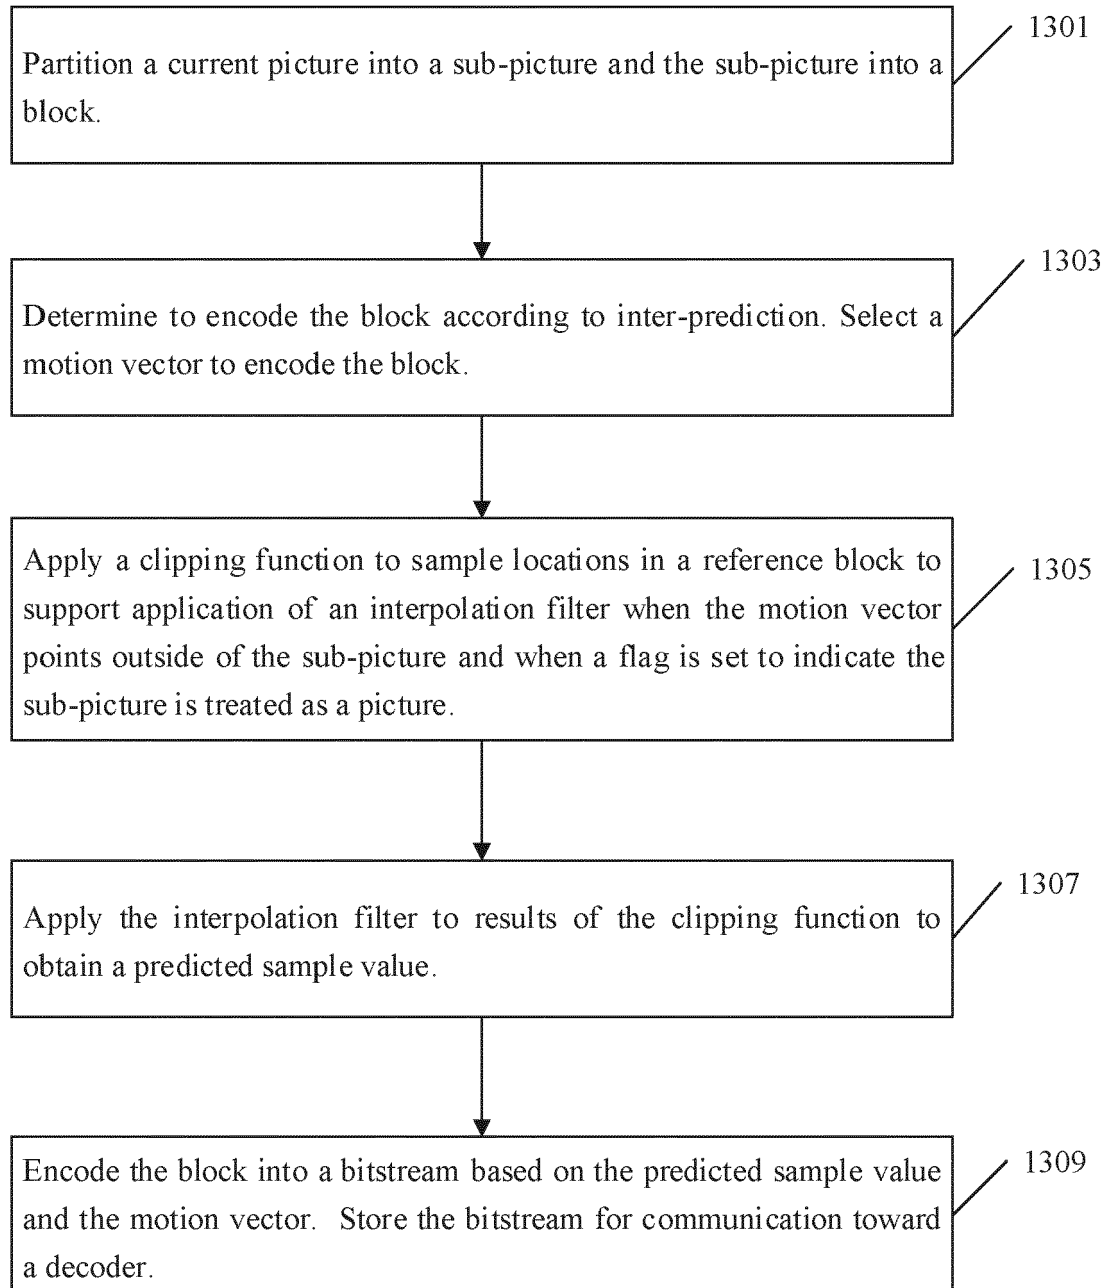 1301
Partition a current picture into a sub-picture and the sub-picture into a
block.
1303
Determine to encode the block according to inter-prediction. Select a
motion vector to encode the block.
1305
Apply a clipping function to sample locations in a reference block to
support application of an interpolation filter when the motion vector
points outside of the sub-picture and when a flag is set to indicate the
sub-picture is treated as a picture.
1307
Apply the interpolation filter to results of the clipping function to
obtain a predicted sample value.
1309
Encode the block into a bitstream based on the predicted sample value
and the motion vector.  Store the bitstream for communication toward
a decoder.